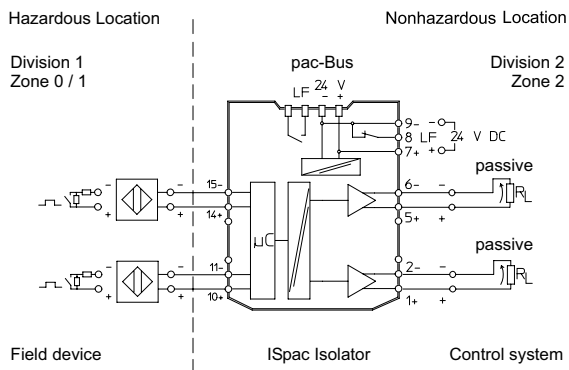 Hazardous Location
Nonhazardous Location
Division 1
Zone 0 / 1
pac-Bus
Division 2
Zone 2
LF 24 V
- +
9- -
8 LF 24 V DC
7+ +
passive
- - 15- 6- -
RL
+ + 14+ 5+ +
µC
passive
- - 11- 2- -
RL
+ + 10+ 1+ +
Field device
ISpac Isolator
Control system